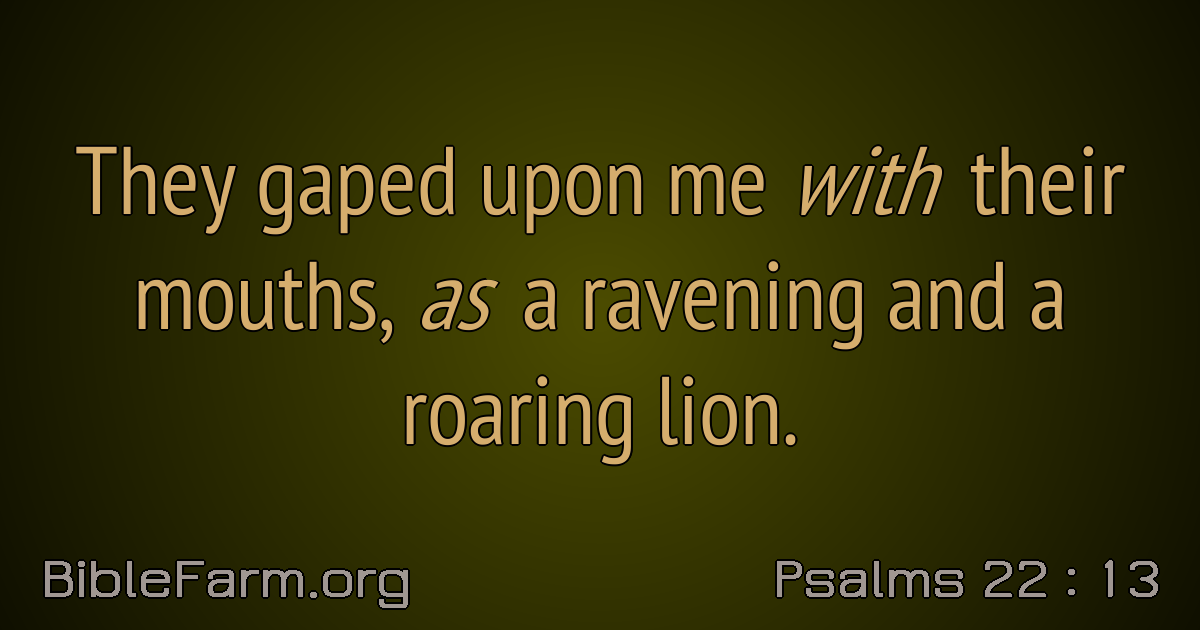 They gaped upon me with their
mouths, as a ravening and a
roaring lion.
BibleFarm.org
Psalms 22 : 13